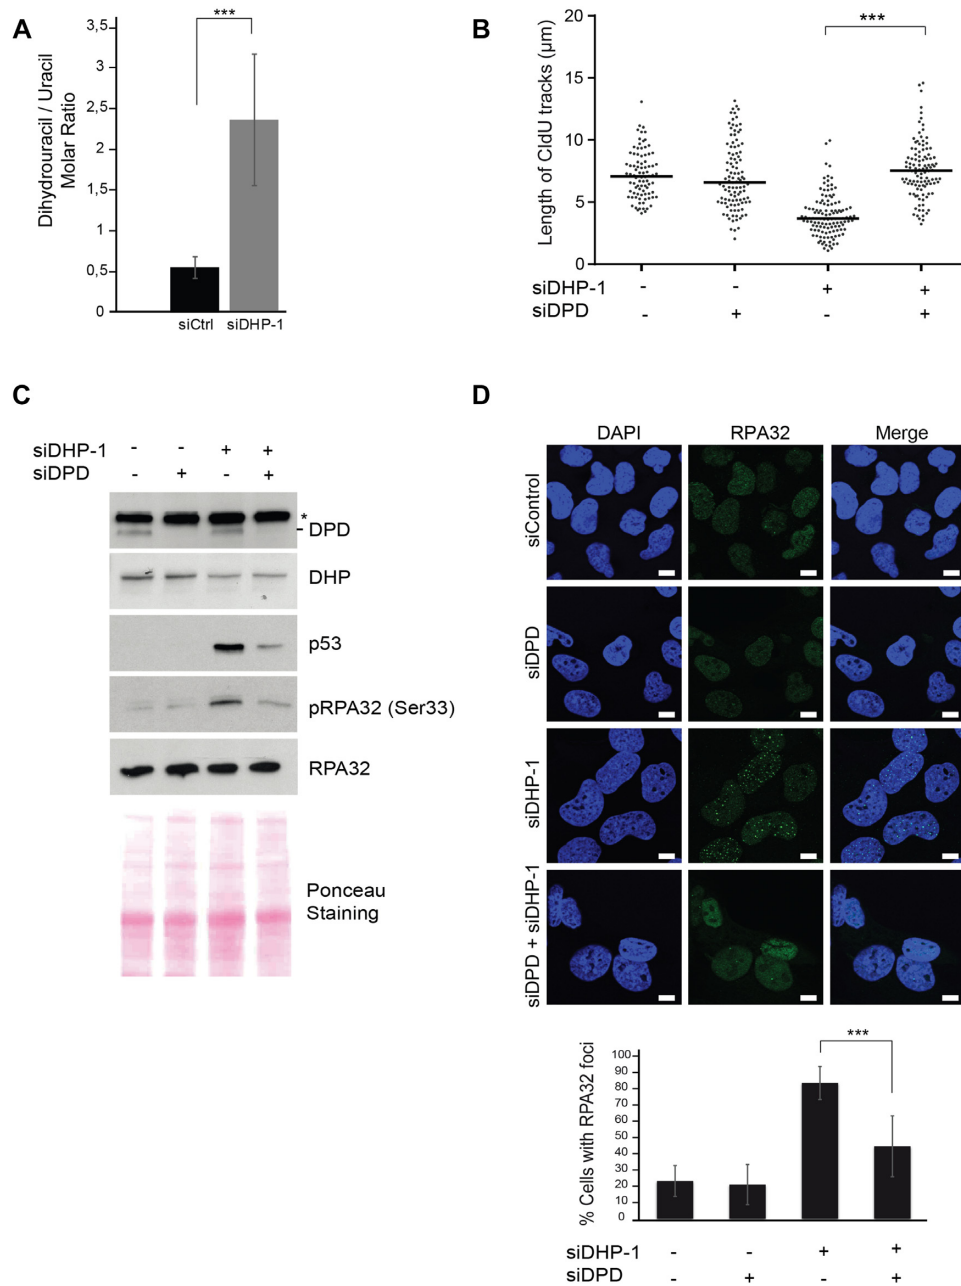 A
***
3,5
3
2,5
2
1,5
1
0,5
0
Dihydrouracil / Uracil
Molar Ratio
siCtrl siDHP-1
B
***
20
15
10
5
0
Length of CldU tracks (μm)
siDHP-1 - - + +
siDPD - + - +
C
siDHP-1 - - + +
siDPD - + - +
*
DPD
DHP
p53
pRPA32 (Ser33)
RPA32
Ponceau
Staining
D
DAPI RPA32 Merge
siControl
siDPD
siDHP-1
siDPD + siDHP-1
***
100
90
80
70
60
50
40
30
20
10
0
% Cells with RPA32 foci
siDHP-1 - - + +
siDPD - + - +